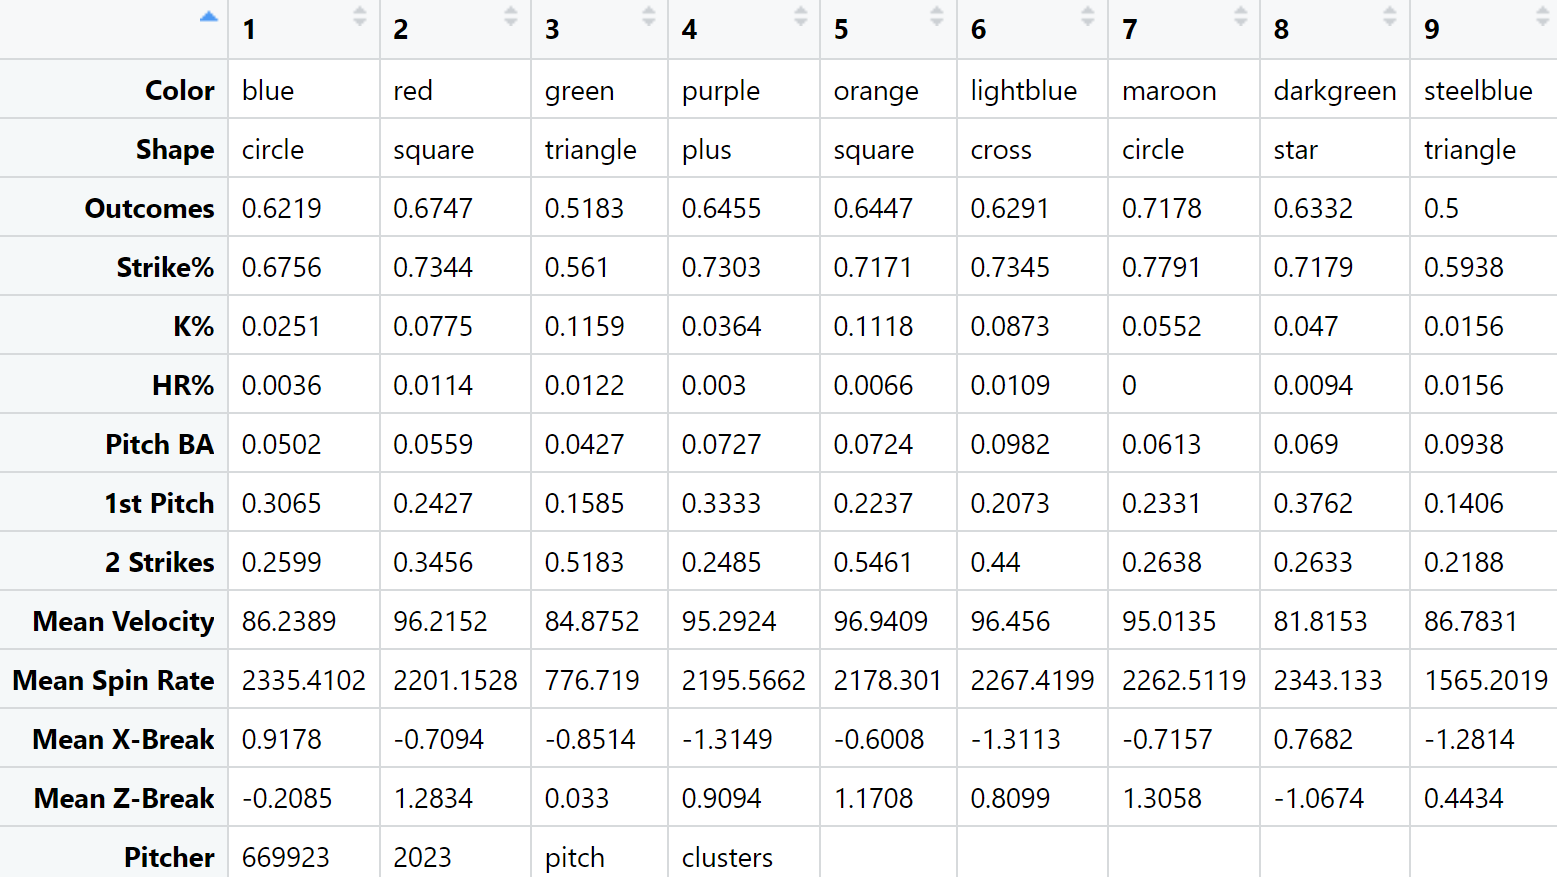 1 2 3 4 5 6 7 8 9
Color blue red green purple orange lightblue maroon darkgreen steelblue
Shape circle square triangle plus square cross circle star triangle
Outcomes 0.6219 0.6747 0.5183 0.6455 0.6447 0.6291 0.7178 0.6332 0.5
Strike% 0.6756 0.7344 0.561 0.7303 0.7171 0.7345 0.7791 0.7179 0.5938
K% 0.0251 0.0775 0.1159 0.0364 0.1118 0.0873 0.0552 0.047 0.0156
HR% 0.0036 0.0114 0.0122 0.003 0.0066 0.0109 0 0.0094 0.0156
Pitch BA 0.0502 0.0559 0.0427 0.0727 0.0724 0.0982 0.0613 0.069 0.0938
1st Pitch 0.3065 0.2427 0.1585 0.3333 0.2237 0.2073 0.2331 0.3762 0.1406
2 Strikes 0.2599 0.3456 0.5183 0.2485 0.5461 0.44 0.2638 0.2633 0.2188
Mean Velocity 86.2389 96.2152 84.8752 95.2924 96.9409 96.456 95.0135 81.8153 86.7831
Mean Spin Rate 2335.4102 2201.1528 776.719 2195.5662 2178.301 2267.4199 2262.5119 2343.133 1565.2019
Mean X-Break 0.9178 -0.7094 -0.8514 -1.3149 -0.6008 -1.3113 -0.7157 0.7682 -1.2814
Mean Z-Break -0.2085 1.2834 0.033 0.9094 1.1708 0.8099 1.3058 -1.0674 0.4434
Pitcher 669923 2023 pitch clusters